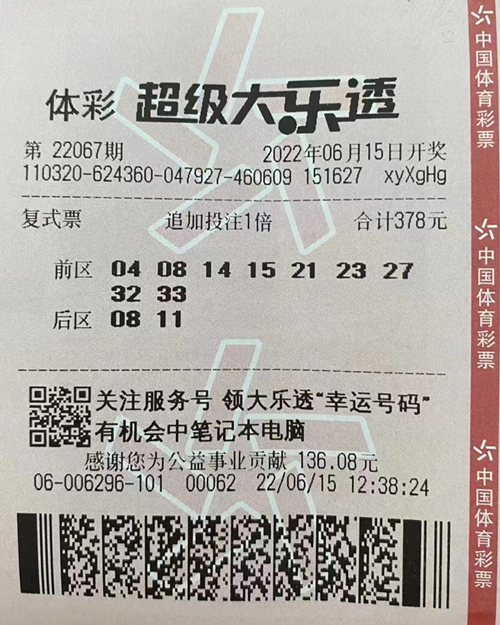 体彩 超级大乐透
第 22067期 2022年06月15日开奖
110320-624360-047927-460609 151627 xyXgHg
复式票 追加投注1倍 合计378元
前区 04 08 14 15 21 23 27
32 33
后区 08 11
关注服务号 领大乐透“幸运号码”
有机会中笔记本电脑
感谢您为公益事业贡献 136.08元
06-006296-101 00062 22/06/15 12:38:24
中国体育彩票
中国体育彩票
中国体育彩票